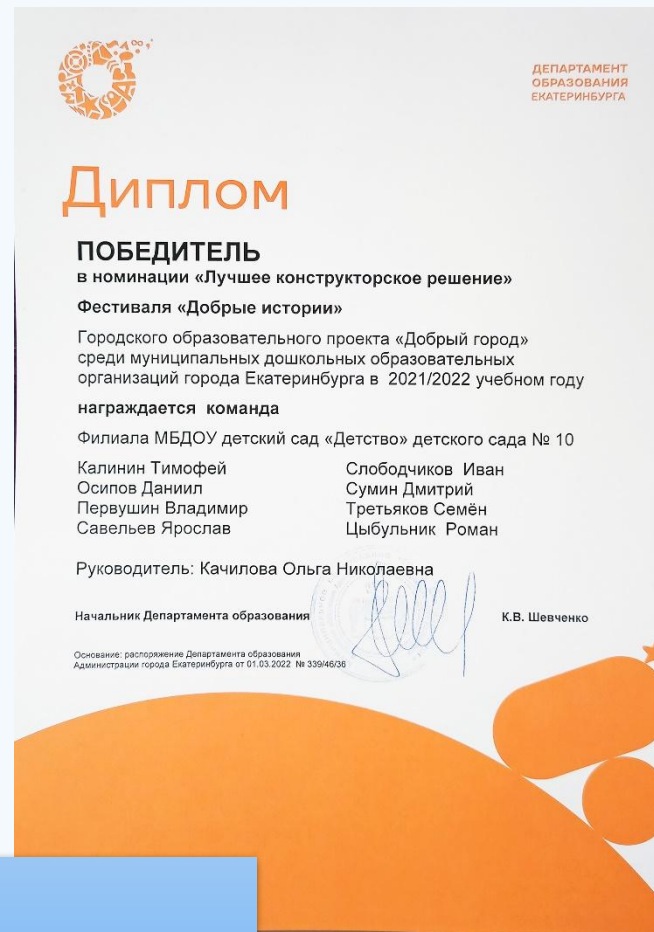 ДЕПАРТАМЕНТ
ОБРАЗОВАНИЯ
ЕКАТЕРИНБУРГА
Диплом
ПОБЕДИТЕЛЬ
в номинации «Лучшее конструкторское решение»
Фестиваля «Добрые истории»
Городского образовательного проекта «Добрый город»
среди муниципальных дошкольных образовательных
организаций города Екатеринбурга в 2021/2022 учебном году
награждается команда
Филиала МБДОУ детский сад «Детство» детского сада № 10
Калинин Тимофей
Осипов Даниил
Первушин Владимир
Савельев Ярослав
Слободчиков Иван
Сумин Дмитрий
Третьяков Семён
Цыбульник Роман
Руководитель: Качилова Ольга Николаевна
Начальник Департамента образования К.В. Шевченко
Основание: распоряжение Департамента образования
Администрации города Екатеринбурга от 01.03.2022 № 339/46/36